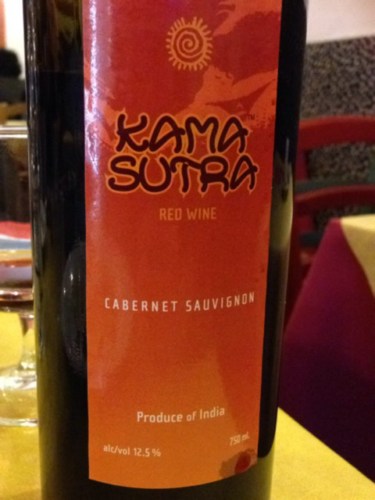 KAMA
SUTRA
RED WINE
CABERNET SAUVIGNON
Produce of India
alc/vol 12.5% 750 mL